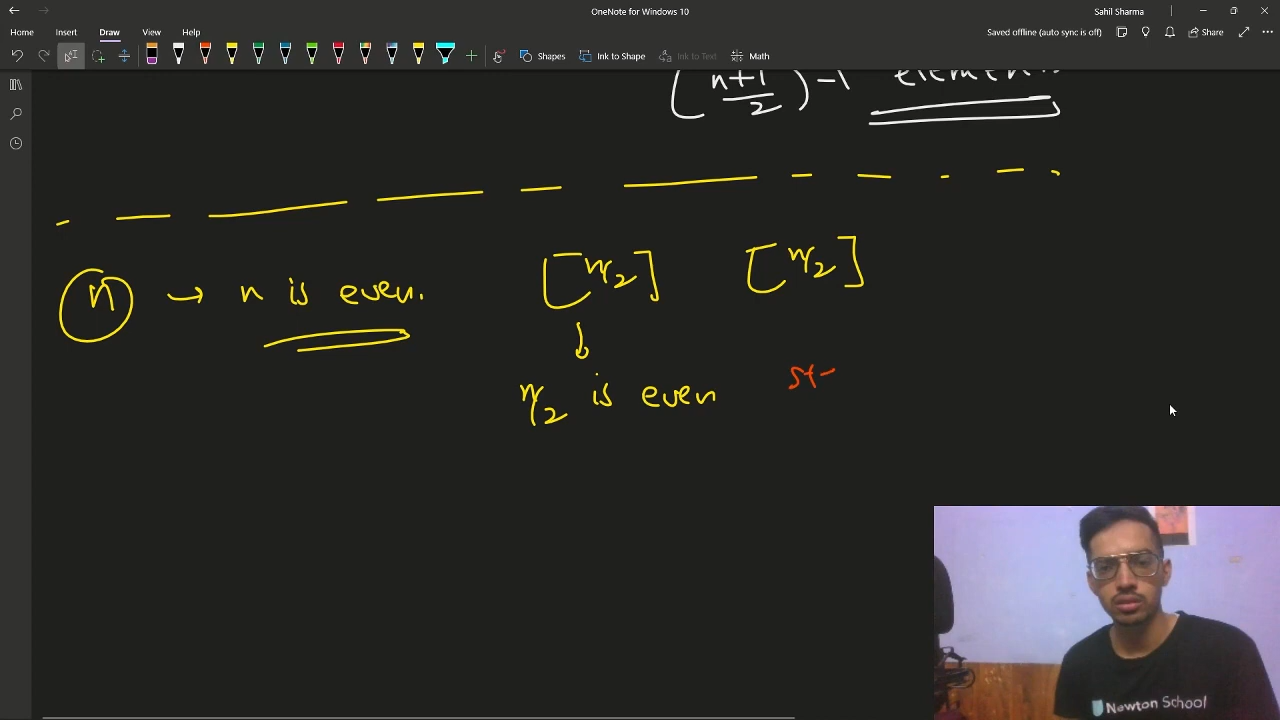 OneNote for Windows 10
Sahil Sharma
Home Insert Draw View Help
Saved offline (auto sync is off) Share
Shapes Ink to Shape Ink to Text Math
(n+1/2)-1 elements
n → n is even. [n/2] [n/2]
n/2 is even
Newton School